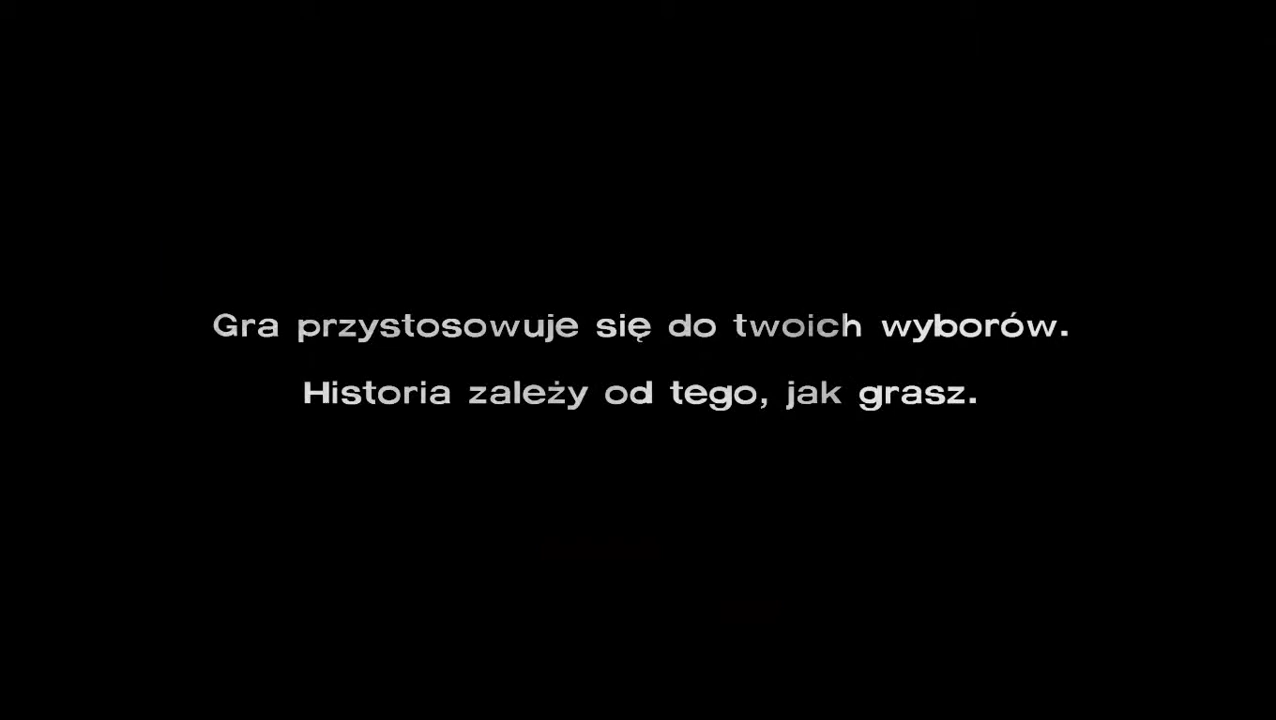 Gra przystosowuje się do twoich wyborów.
Historia zależy od tego, jak grasz.